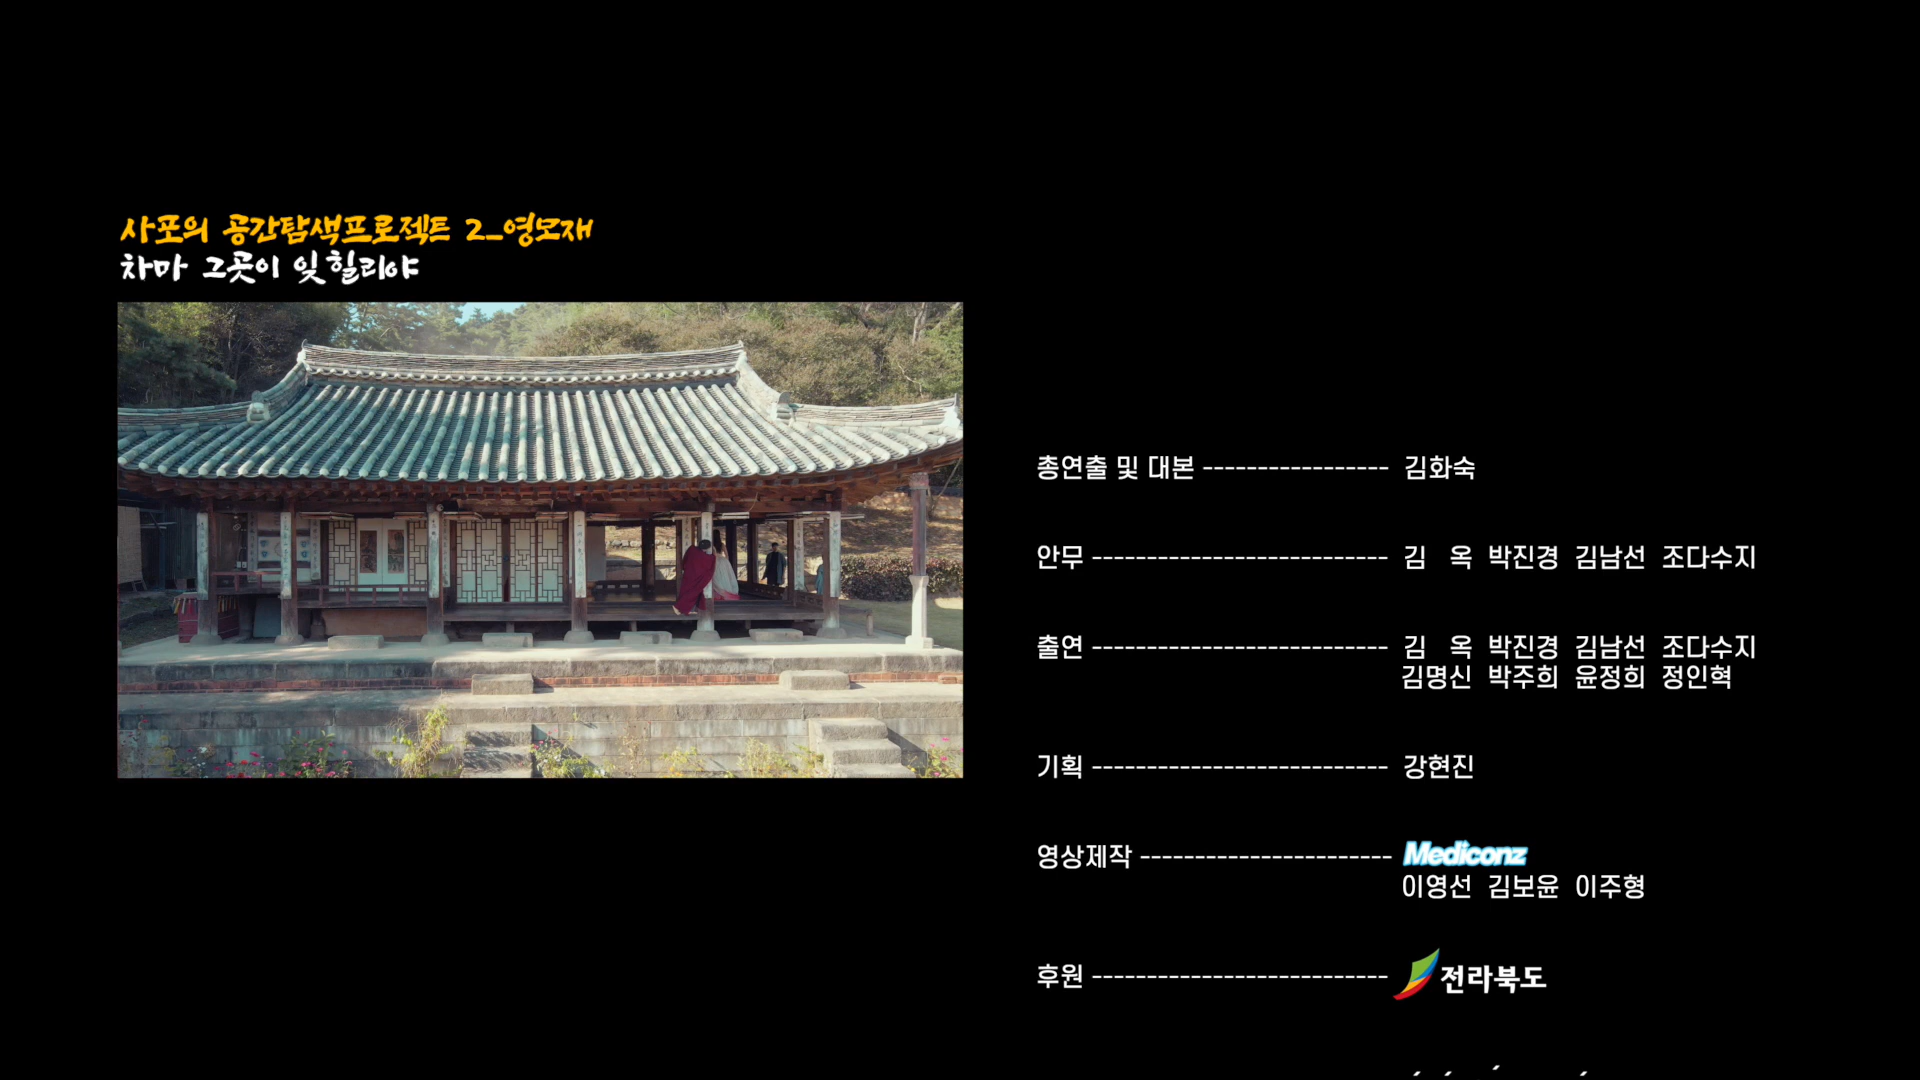 사포의 공간탐색프로젝트 2_영모재
차마 그곳이 잊힐리야
총연출 및 대본 ----------------- 김화숙
안무 --------------------------- 김 옥 박진경 김남선 조다수지
출연 --------------------------- 김 옥 박진경 김남선 조다수지
김명신 박주희 윤정희 정인혁
기획 --------------------------- 강현진
영상제작 ----------------------- Mediconz
이영선 김보윤 이주형
후원 --------------------------- 전라북도